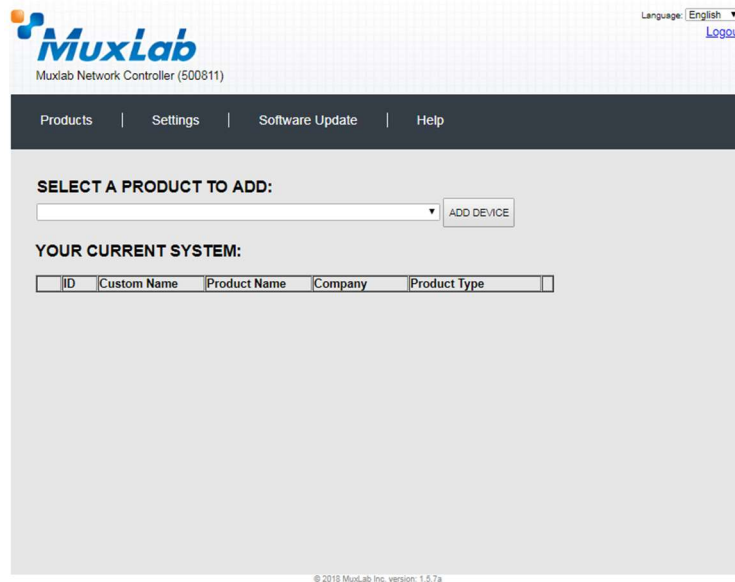 Language: English
Logou
MuxLab
Muxlab Network Controller (500811)
Products | Settings | Software Update | Help
SELECT A PRODUCT TO ADD:
ADD DEVICE
YOUR CURRENT SYSTEM:
ID Custom Name Product Name Company Product Type
© 2018 MuxLab Inc. version: 1.5.7a